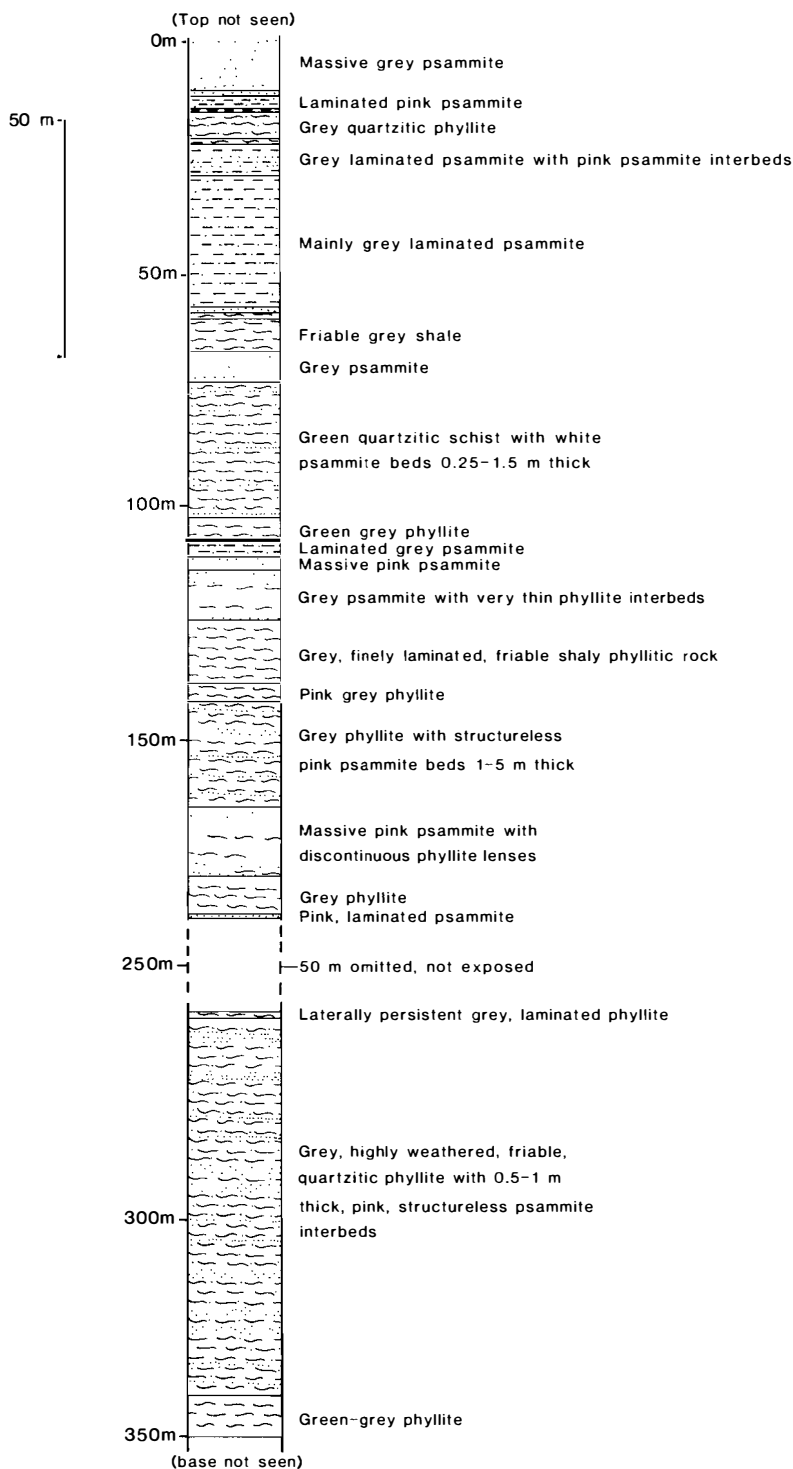 (Top not seen)
0m
Massive grey psammite
Laminated pink psammite
50 m
Grey quartzitic phyllite
Grey laminated psammite with pink psammite interbeds
Mainly grey laminated psammite
50m
Friable grey shale
Grey psammite
Green quartzitic schist with white
psammite beds 0.25-1.5 m thick
100m
Green grey phyllite
Laminated grey psammite
Massive pink psammite
Grey psammite with very thin phyllite interbeds
Grey, finely laminated, friable shaly phyllitic rock
Pink grey phyllite
150m
Grey phyllite with structureless
pink psammite beds 1-5 m thick
Massive pink psammite with
discontinuous phyllite lenses
Grey phyllite
Pink, laminated psammite
250m
50 m omitted, not exposed
Laterally persistent grey, laminated phyllite
Grey, highly weathered, friable,
quartzitic phyllite with 0.5-1 m
thick, pink, structureless psammite
interbeds
300m
Green-grey phyllite
350m
(base not seen)